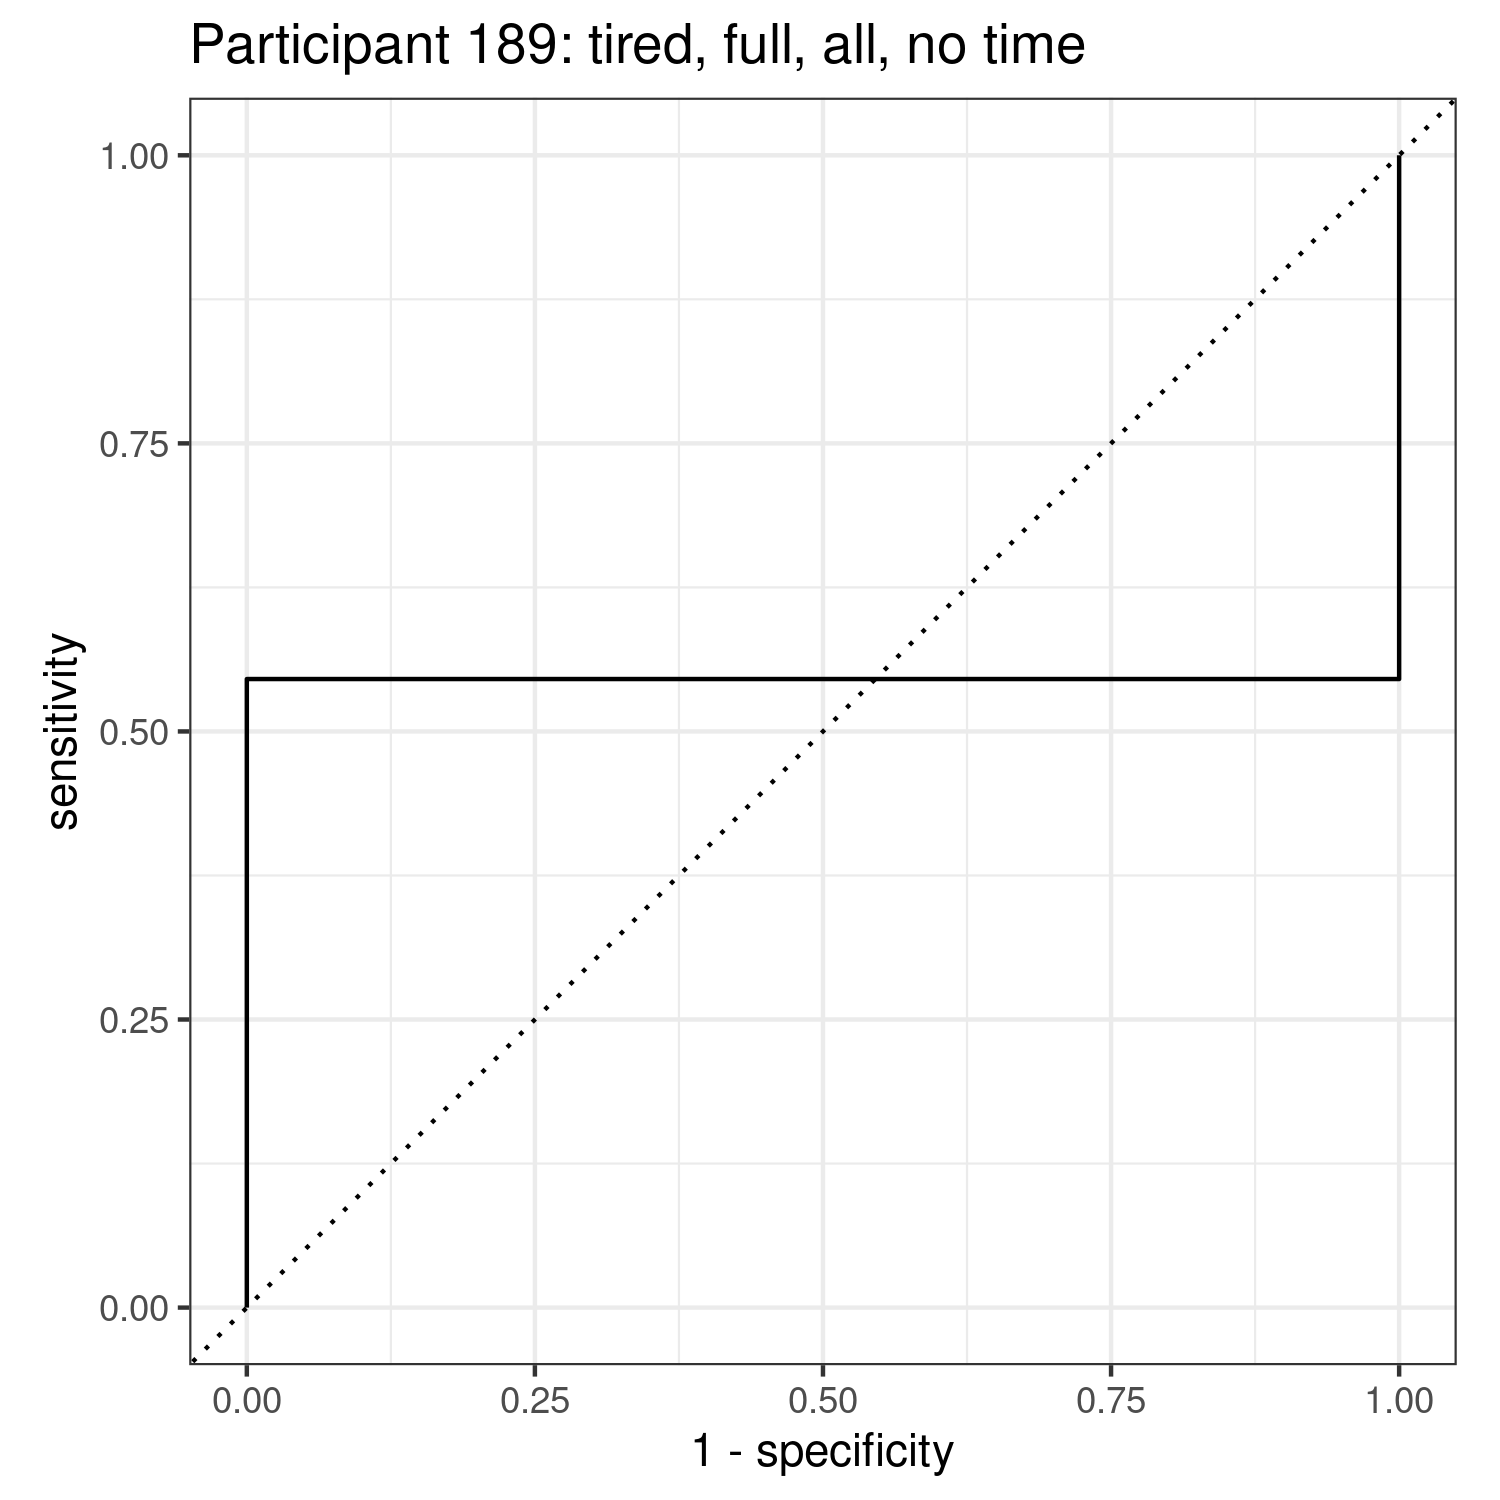 Participant 189: tired, full, all, no time
1.00
0.75
0.50
0.25
0.00
sensitivity
0.00 0.25 0.50 0.75 1.00
1 - specificity